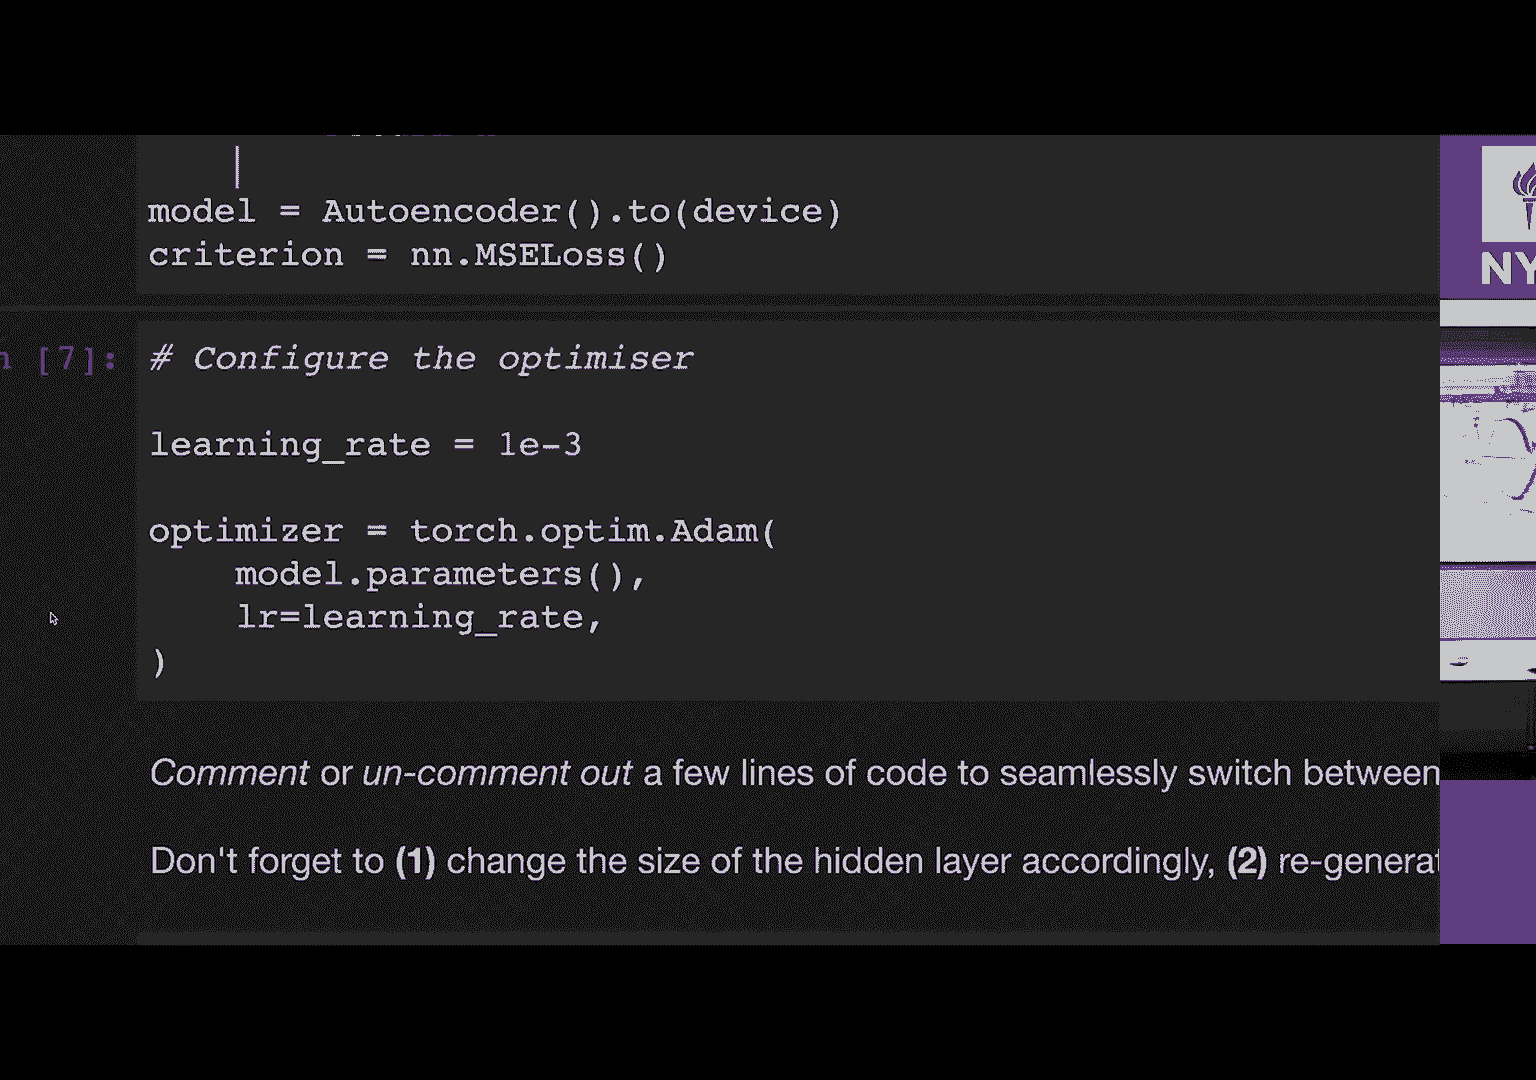 model = Autoencoder().to(device)
criterion = nn.MSELoss()
[7]:
# Configure the optimiser
learning_rate = 1e-3
optimizer = torch.optim.Adam(
    model.parameters(),
    lr=learning_rate,
)
Comment or un-comment out a few lines of code to seamlessly switch between
Don't forget to (1) change the size of the hidden layer accordingly, (2) re-generat
NY